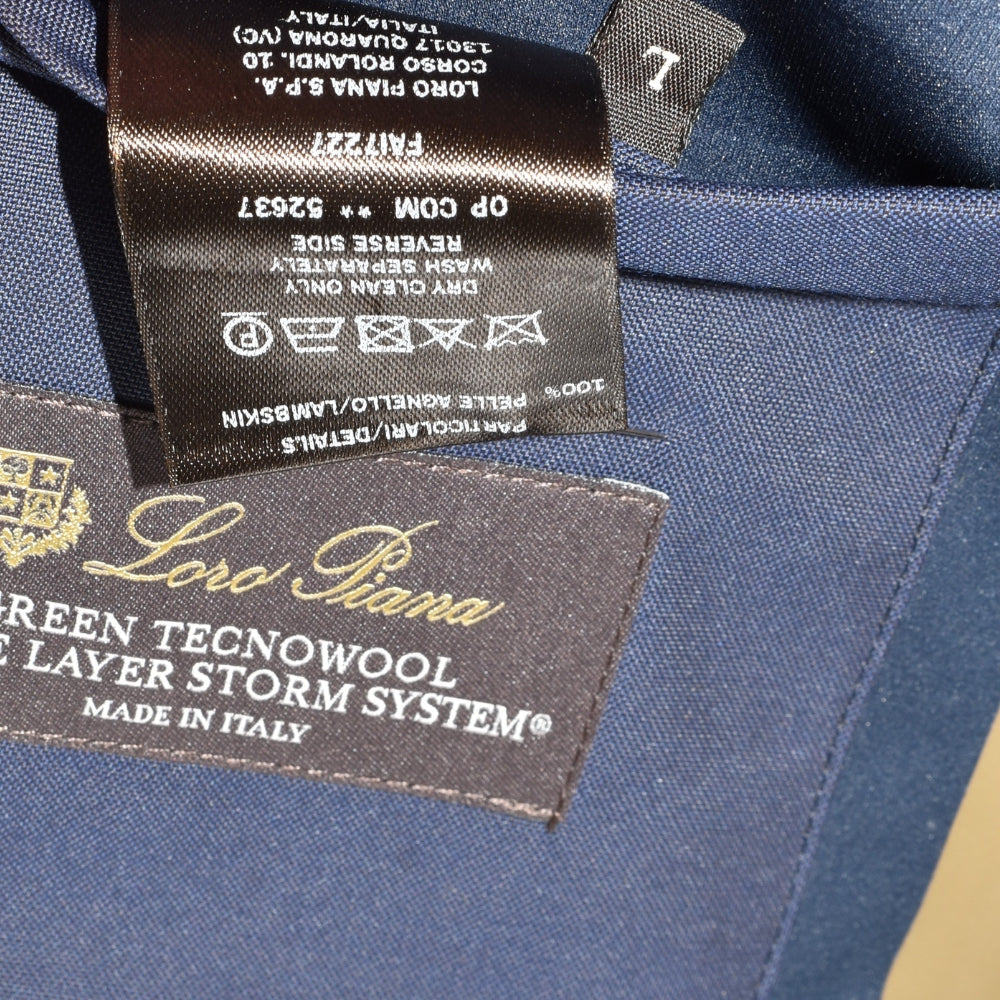 PARTICOLARI/DETAILS
PELLE AGNELLO/LAMBSKIN 100%
P
DRY CLEAN ONLY
WASH SEPARATELY
REVERSE SIDE
OP COM ** 52637
FAI7227
LORO PIANA S.P.A.
CORSO ROLANDI, 10
13017 QUARONA (VC)
ITALIA/ITALY
L
Loro Piana
GREEN TECNOWOOL
E LAYER STORM SYSTEM®
MADE IN ITALY